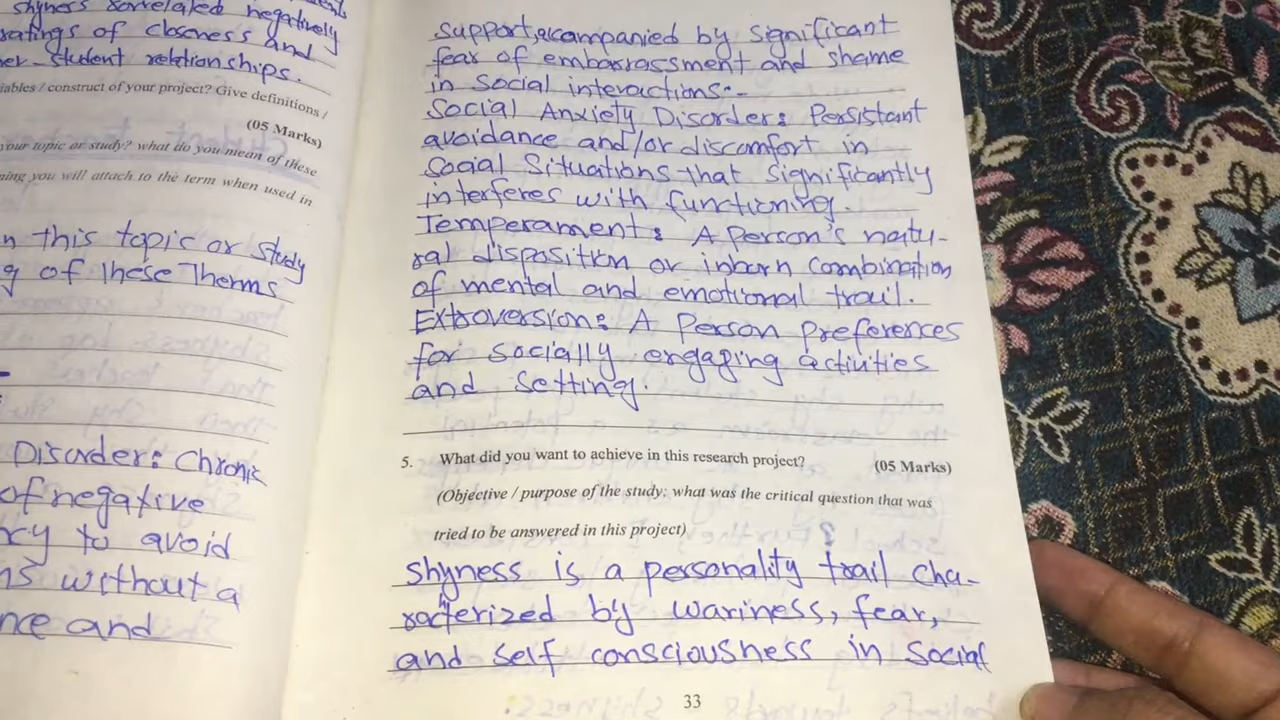 shyness correlated negatively
ratings of closeness and
student relationships.
iables / construct of your project? Give definitions /
(05 Marks)
your topic or study? what do you mean of these
ning you will attach to the term when used in
n this topic or study
g of these Therms
Disorder: Chronic
of negative
cy to avoid
ns without a
nce and
support, accompanied by significant
fear of embarrassment and shame
in social interactions:-
Social Anxiety Disorder: Persistant
avoidance and/or discomfort in
Social Situations that significantly
interferes with functioning.
Temperament: A person's natu-
ral disposition or inborn combination
of mental and emotional trail.
Extroversion: A Person preferences
for socially engaging activities
and setting.
5. What did you want to achieve in this research project? (05 Marks)
(Objective / purpose of the study: what was the critical question that was
tried to be answered in this project)
shyness is a personality trail cha-
racterized by wariness, fear,
and self consciousness in social
33